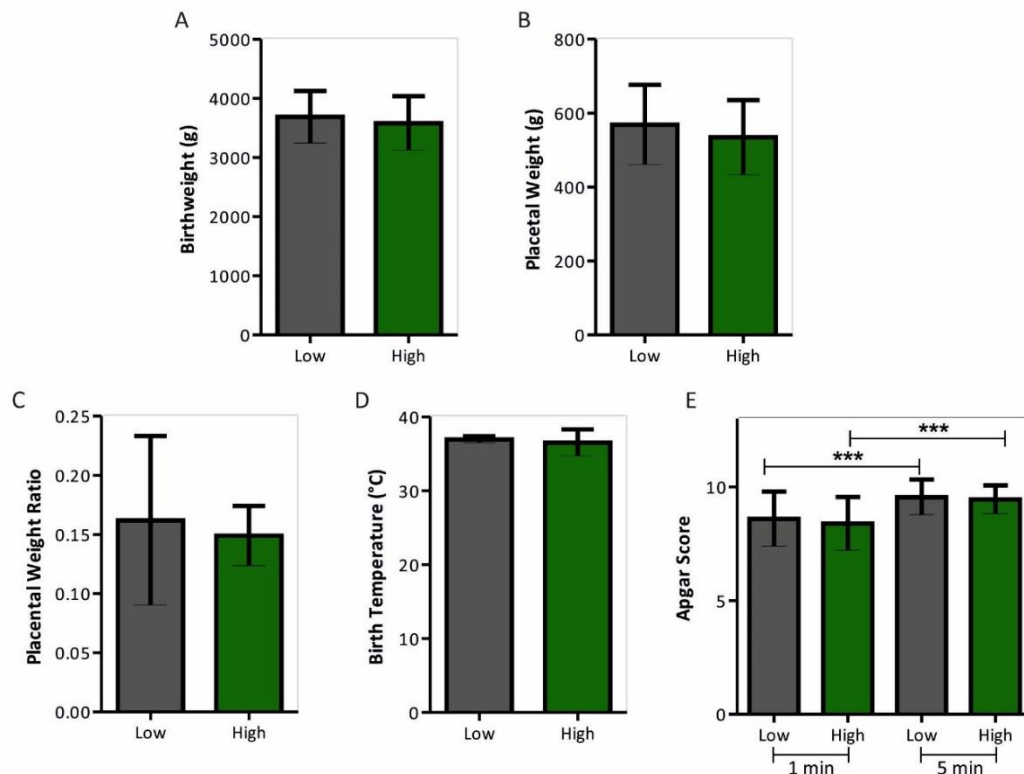 A
5000
4000
3000
2000
1000
0
Birthweight (g)
Low High
B
800
600
400
200
0
Placetal Weight (g)
Low High
C
0.25
0.20
0.15
0.10
0.05
0.00
Placental Weight Ratio
Low High
D
40
30
20
10
0
Birth Temperature (°C)
Low High
E
10
5
0
Apgar Score
***
***
Low High Low High
1 min 5 min